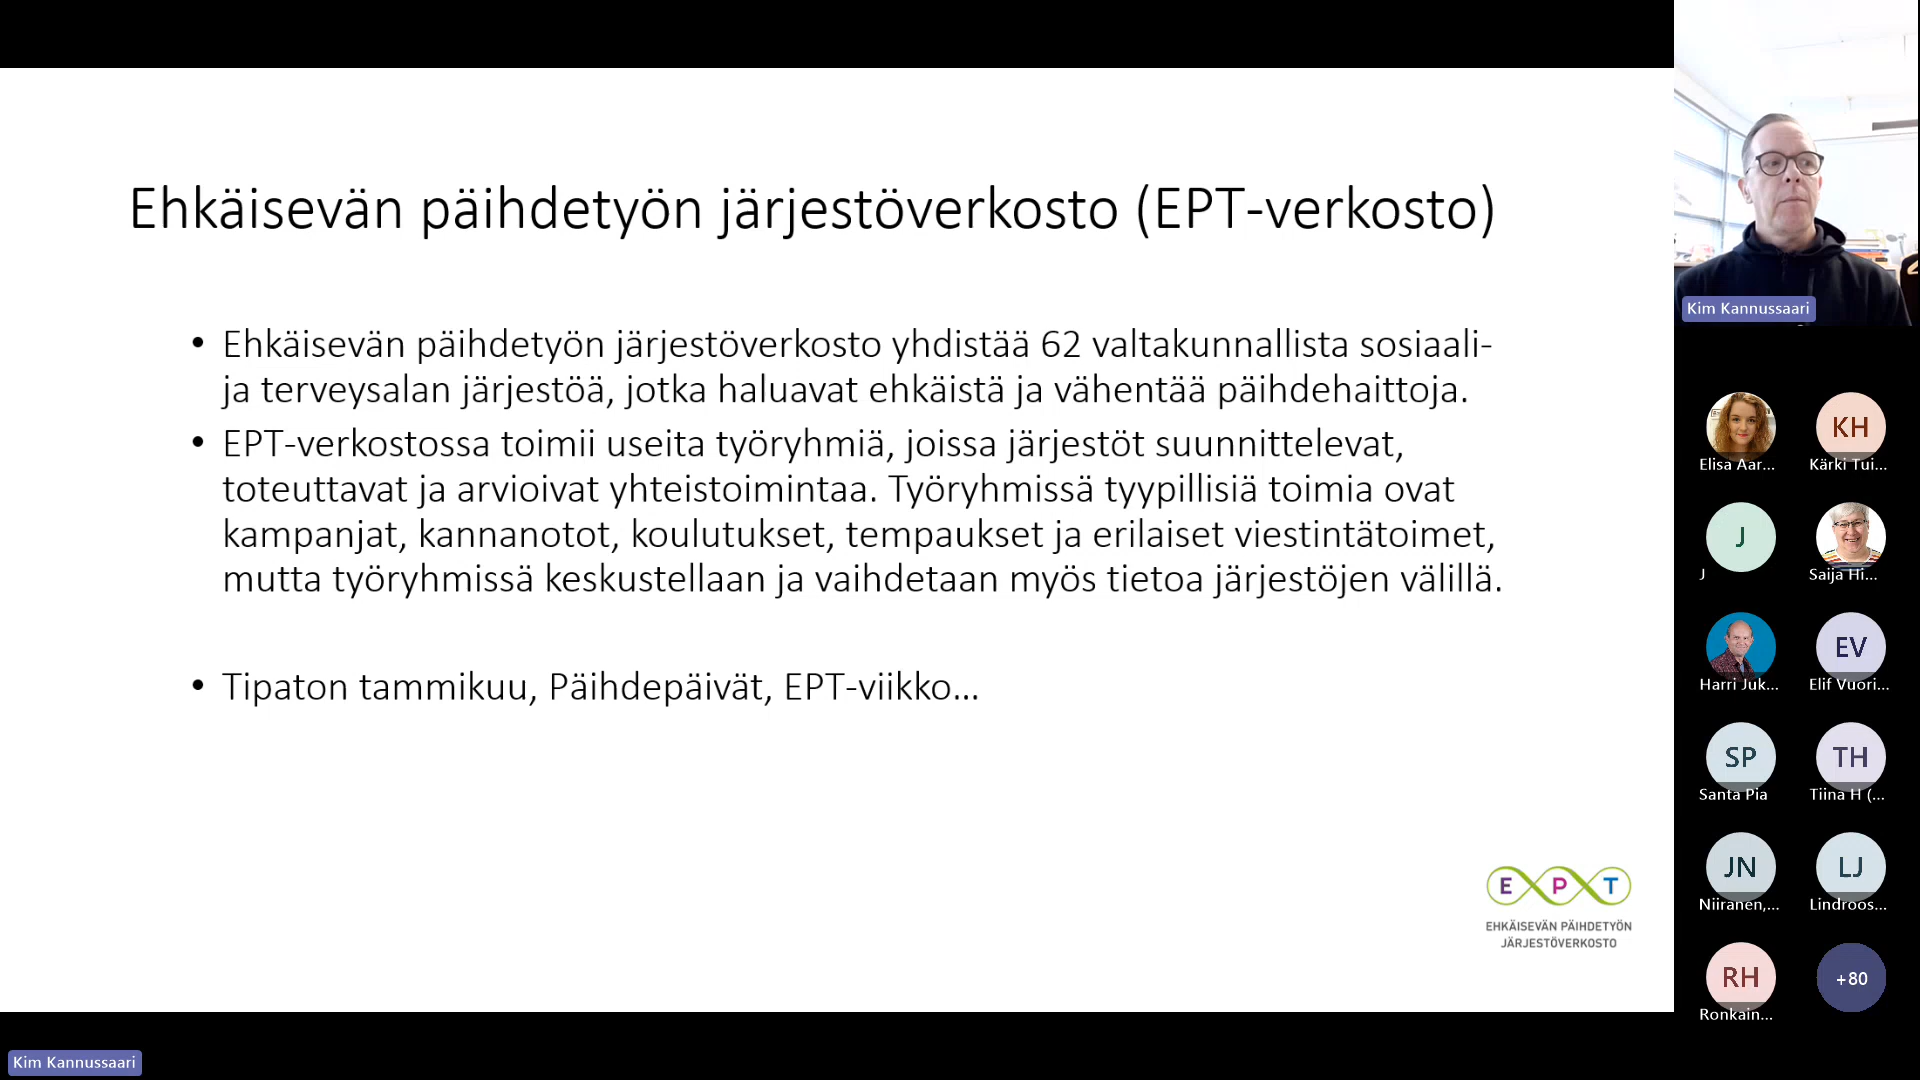 Ehkäisevän päihdetyön järjestöverkosto (EPT-verkosto)
• Ehkäisevän päihdetyön järjestöverkosto yhdistää 62 valtakunnallista sosiaali-
ja terveysalan järjestöä, jotka haluavat ehkäistä ja vähentää päihdehaittoja.
• EPT-verkostossa toimii useita työryhmiä, joissa järjestöt suunnittelevat,
toteuttavat ja arvioivat yhteistoimintaa. Työryhmissä tyypillisiä toimia ovat
kampanjat, kannanotot, koulutukset, tempaukset ja erilaiset viestintätoimet,
mutta työryhmissä keskustellaan ja vaihdetaan myös tietoa järjestöjen välillä.
• Tipaton tammikuu, Päihdepäivät, EPT-viikko...
E P T
EHKÄISEVÄN PÄIHDETYÖN
JÄRJESTÖVERKOSTO
Kim Kannussaari
Kim Kannussaari
Elisa Aar...
KH
Kärki Tui...
J
J
Saija Hi...
Harri Juk...
EV
Elif Vuori...
SP
Santa Pia
TH
Tiina H (...
JN
Niiranen,...
LJ
Lindroos...
RH
Ronkain...
+80